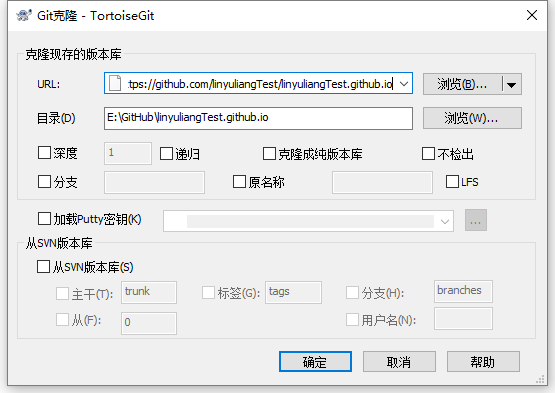 Git克隆 - TortoiseGit
克隆现存的版本库
URL: :tps://github.com/linyuliangTest/linyuliangTest.github.io 浏览(B)...
目录(D) E:\GitHub\linyuliangTest.github.io 浏览(W)...
深度 1 递归 克隆成纯版本库 不检出
分支 原名称 LFS
加载Putty密钥(K) ...
从SVN版本库
从SVN版本库(S)
主干(T): trunk 标签(G): tags 分支(H): branches
从(F): 0 用户名(N):
确定 取消 帮助